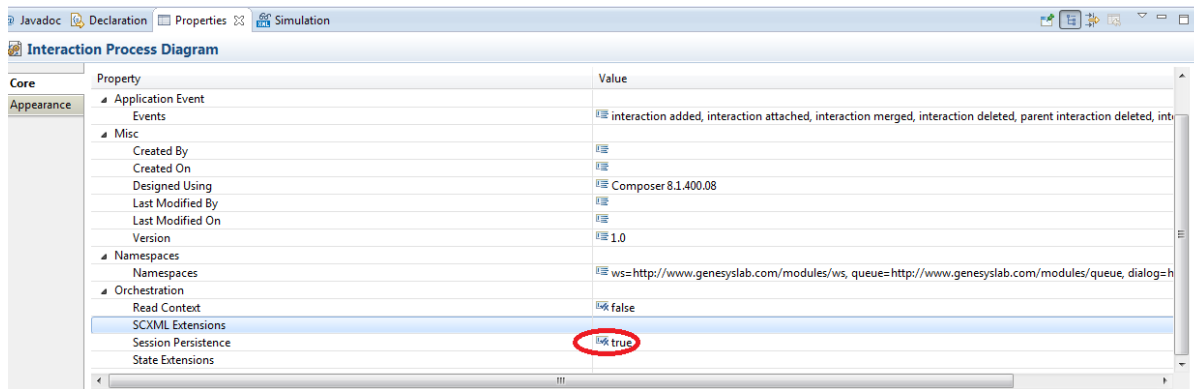 Javadoc Declaration Properties Simulation
Interaction Process Diagram
Core
Appearance
Property Value
Application Event
Events interaction added, interaction attached, interaction merged, interaction deleted, parent interaction deleted, inte
Misc
Created By
Created On
Designed Using Composer 8.1.400.08
Last Modified By
Last Modified On
Version 1.0
Namespaces
Namespaces ws=http://www.genesyslab.com/modules/ws, queue=http://www.genesyslab.com/modules/queue, dialog=h
Orchestration
Read Context false
SCXML Extensions
Session Persistence true
State Extensions